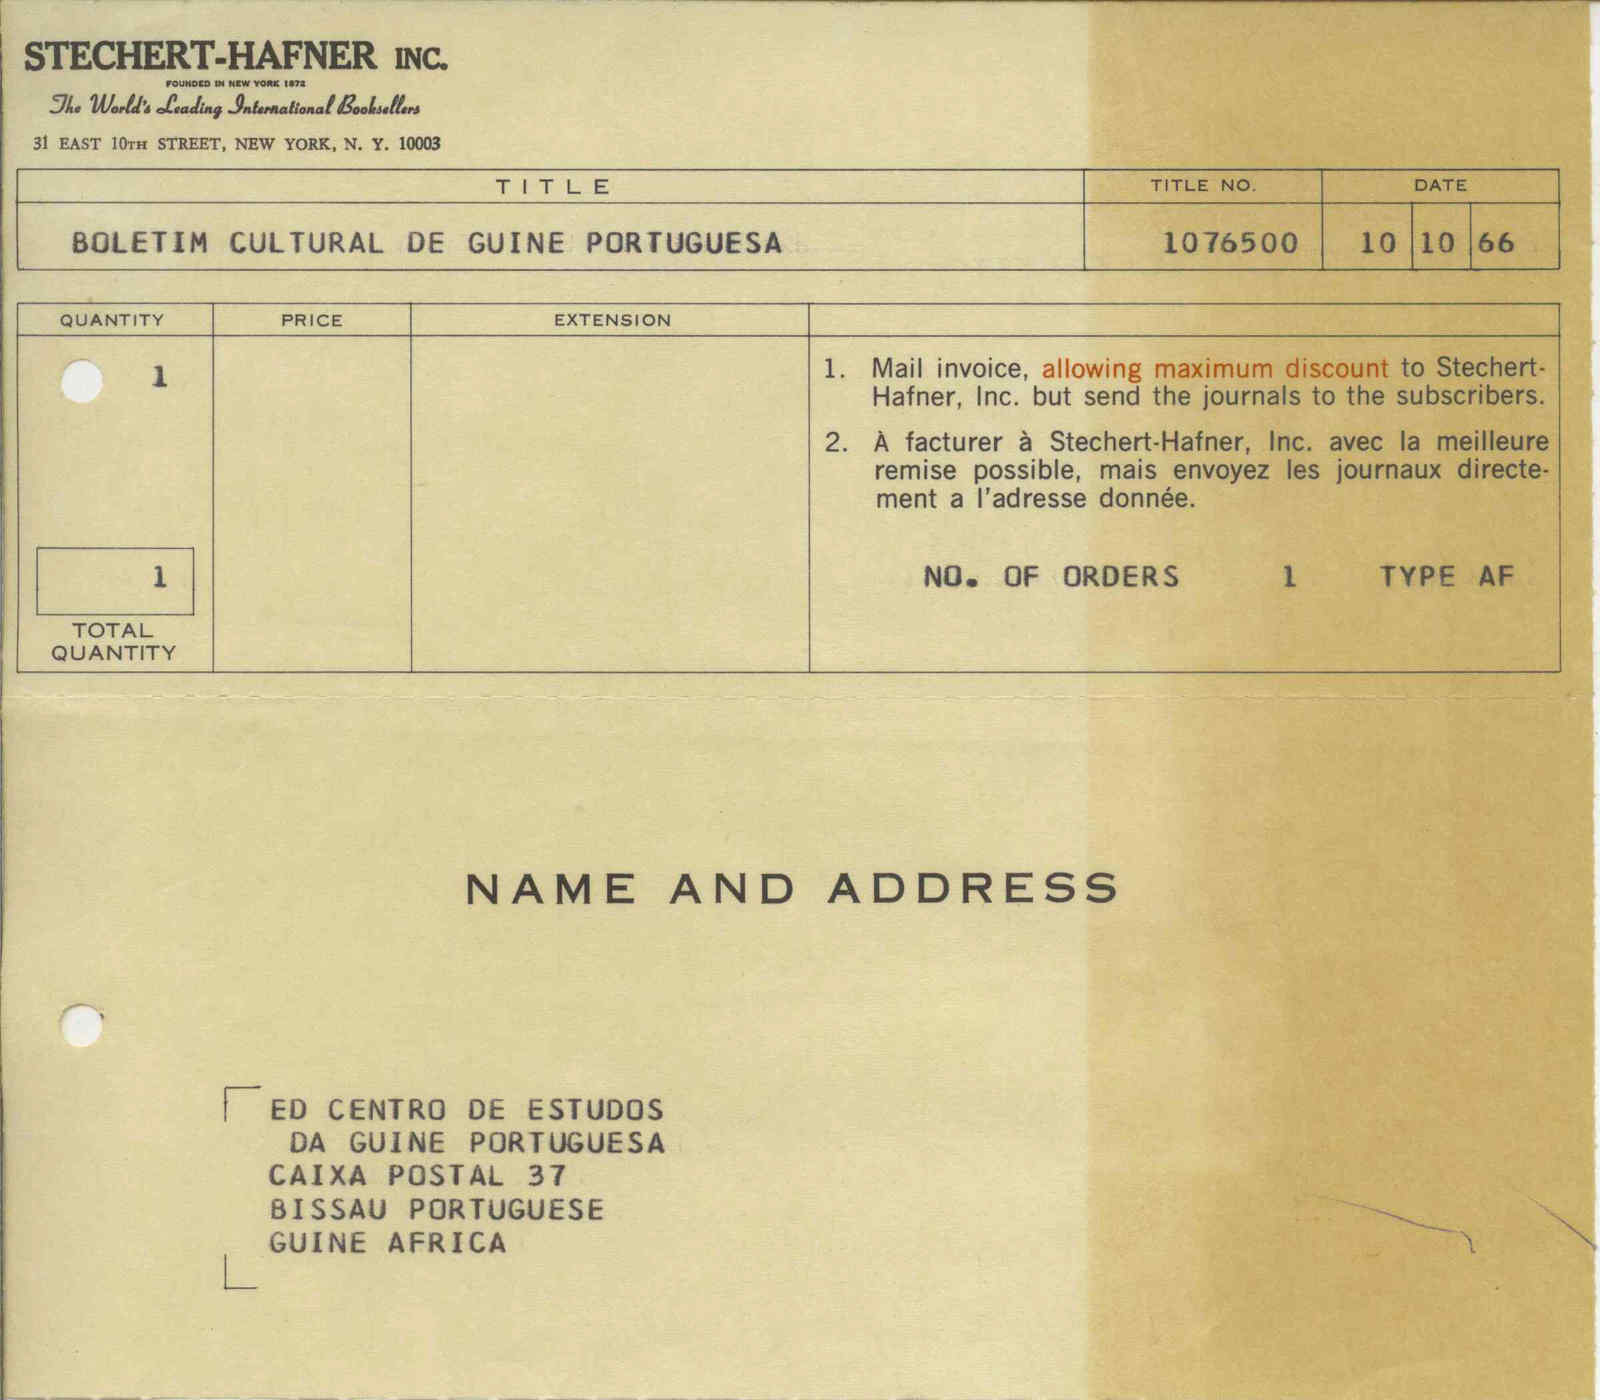 STECHERT-HAFNER INC.
FOUNDED IN NEW YORK 1872
The World's Leading International Booksellers
31 EAST 10TH STREET, NEW YORK, N. Y. 10003
TITLE TITLE NO. DATE
BOLETIM CULTURAL DE GUINE PORTUGUESA 1076500 10 10 66
QUANTITY PRICE EXTENSION
1
1. Mail invoice, allowing maximum discount to Stechert-
Hafner, Inc. but send the journals to the subscribers.
2. À facturer à Stechert-Hafner, Inc. avec la meilleure
remise possible, mais envoyez les journaux directe-
ment a l'adresse donnée.
1 NO. OF ORDERS 1 TYPE AF
TOTAL
QUANTITY
NAME AND ADDRESS
ED CENTRO DE ESTUDOS
DA GUINE PORTUGUESA
CAIXA POSTAL 37
BISSAU PORTUGUESE
GUINE AFRICA